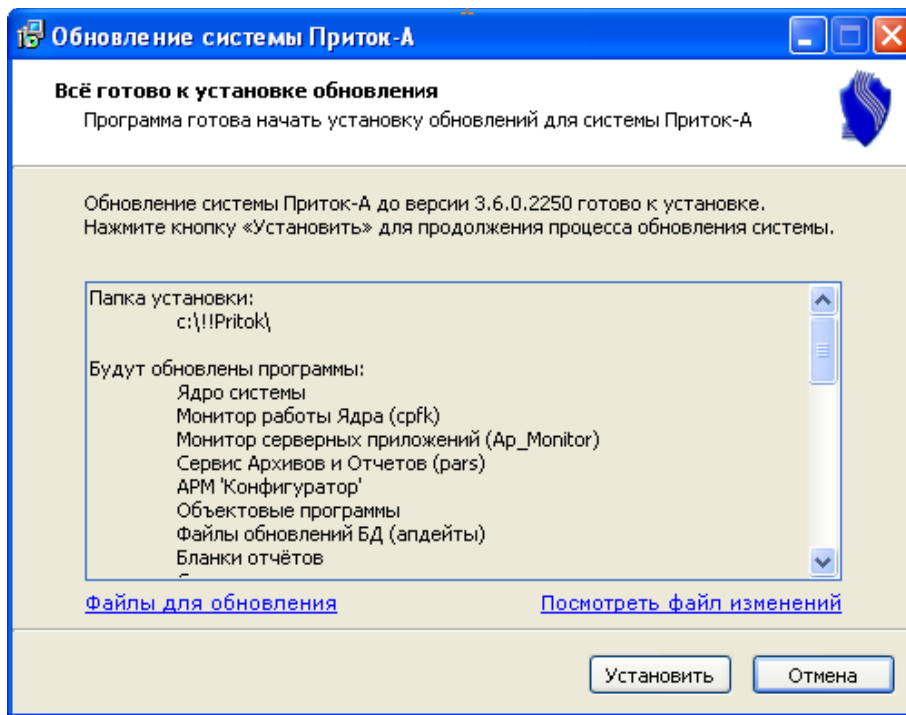 Обновление системы Приток-А
Всё готово к установке обновления
Программа готова начать установку обновлений для системы Приток-А
Обновление системы Приток-А до версии 3.6.0.2250 готово к установке.
Нажмите кнопку «Установить» для продолжения процесса обновления системы.
Папка установки:
c:\!!Pritok\
Будут обновлены программы:
Ядро системы
Монитор работы Ядра (cpfk)
Монитор серверных приложений (Ap_Monitor)
Сервис Архивов и Отчетов (pars)
АРМ 'Конфигуратор'
Объектовые программы
Файлы обновлений БД (апдейты)
Бланки отчётов
Файлы для обновления Посмотреть файл изменений
Установить Отмена